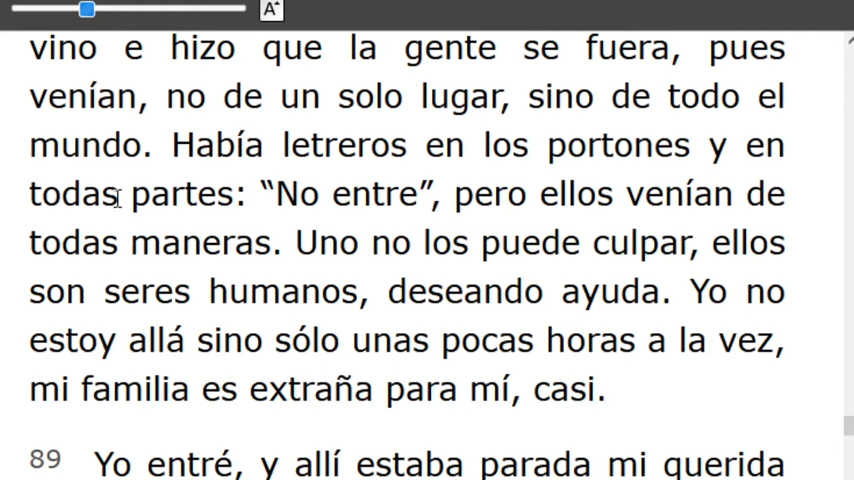 A
vino e hizo que la gente se fuera, pues
venían, no de un solo lugar, sino de todo el
mundo. Había letreros en los portones y en
todas partes: “No entre”, pero ellos venían de
todas maneras. Uno no los puede culpar, ellos
son seres humanos, deseando ayuda. Yo no
estoy allá sino sólo unas pocas horas a la vez,
mi familia es extraña para mí, casi.
89 Yo entré, y allí estaba parada mi querida